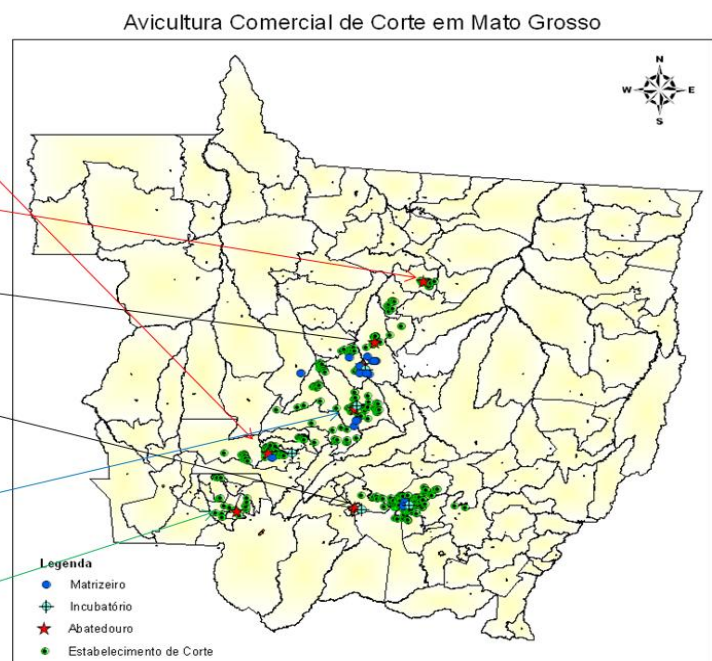 Avicultura Comercial de Corte em Mato Grosso
N
W E
S
Legenda
Matrizeiro
Incubatório
Abatedouro
Estabelecimento de Corte